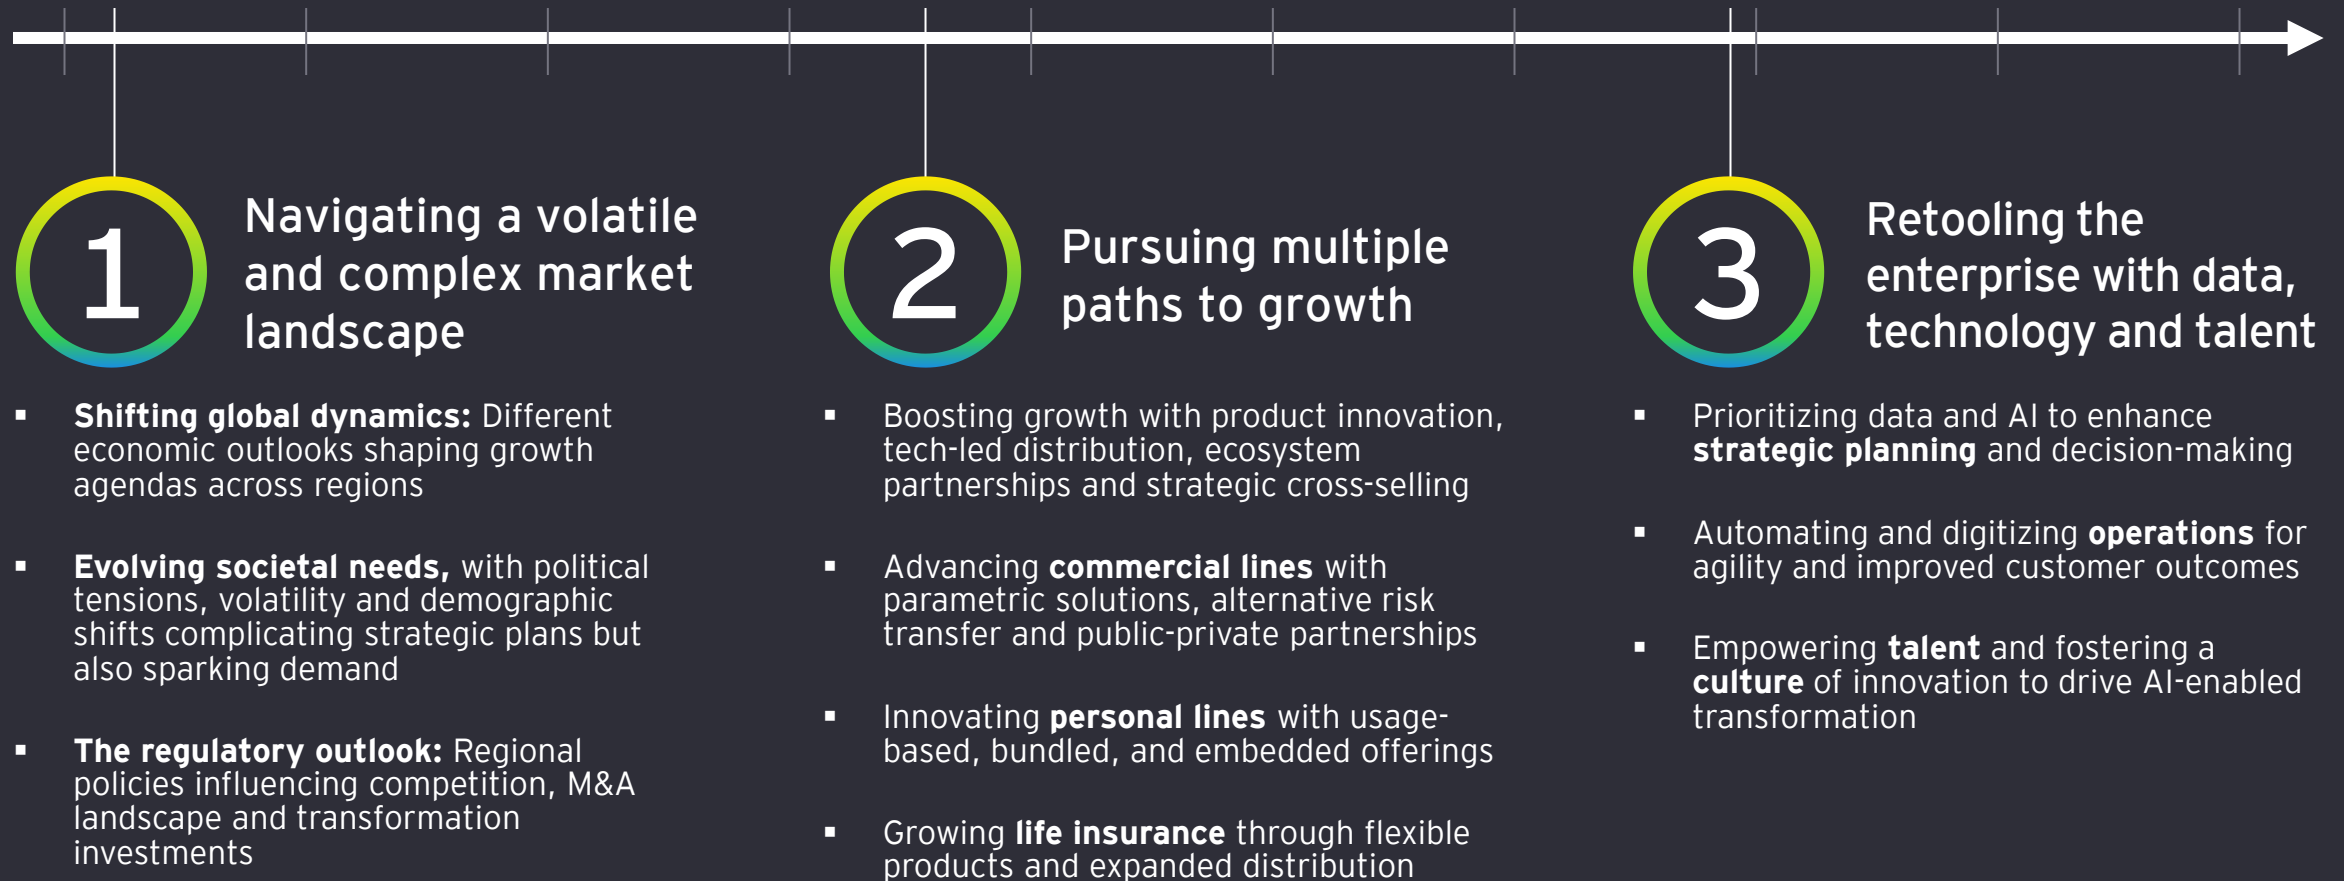 1
Navigating a volatile
and complex market
landscape
▪ Shifting global dynamics: Different
economic outlooks shaping growth
agendas across regions
▪ Evolving societal needs, with political
tensions, volatility and demographic
shifts complicating strategic plans but
also sparking demand
▪ The regulatory outlook: Regional
policies influencing competition, M&A
landscape and transformation
investments
2
Pursuing multiple
paths to growth
▪ Boosting growth with product innovation,
tech-led distribution, ecosystem
partnerships and strategic cross-selling
▪ Advancing commercial lines with
parametric solutions, alternative risk
transfer and public-private partnerships
▪ Innovating personal lines with usage-
based, bundled, and embedded offerings
▪ Growing life insurance through flexible
products and expanded distribution
3
Retooling the
enterprise with data,
technology and talent
▪ Prioritizing data and AI to enhance
strategic planning and decision-making
▪ Automating and digitizing operations for
agility and improved customer outcomes
▪ Empowering talent and fostering a
culture of innovation to drive AI-enabled
transformation